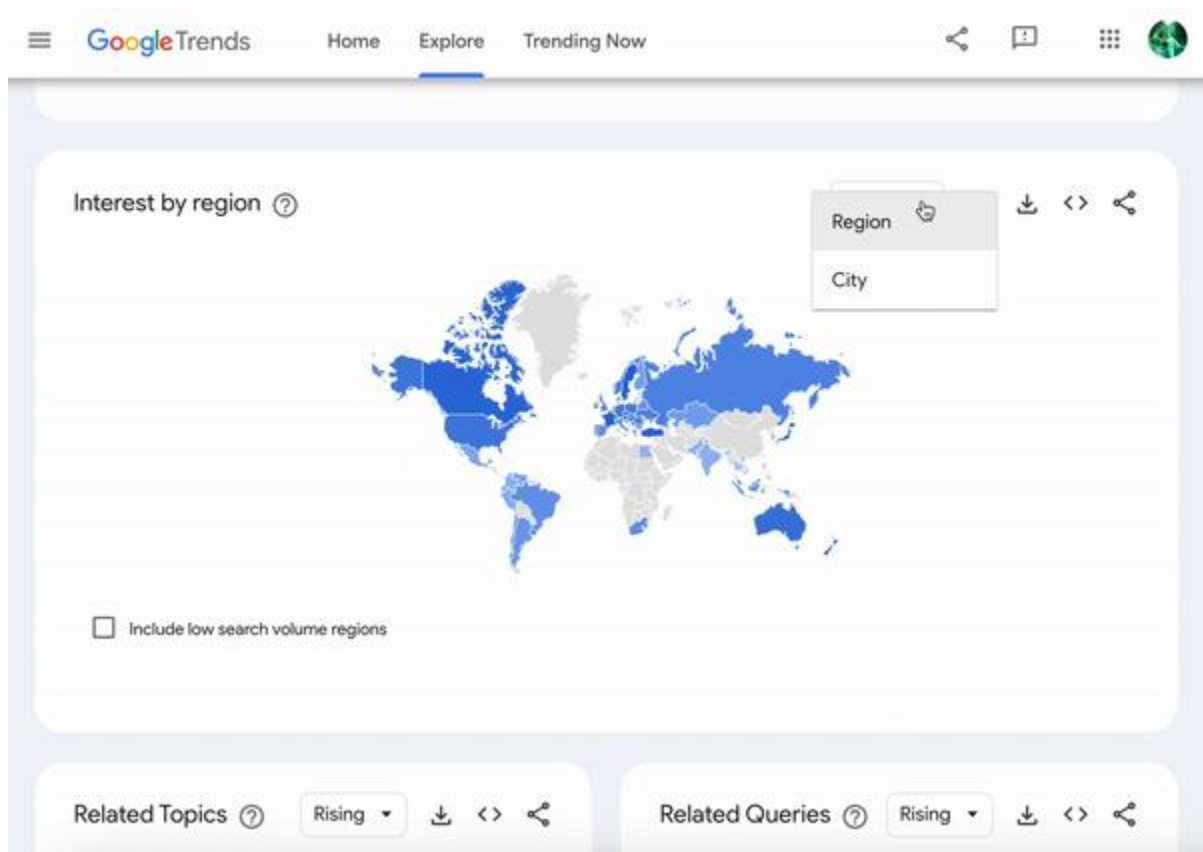 Google Trends Home Explore Trending Now
Interest by region
Region
City
Include low search volume regions
Related Topics Rising
Related Queries Rising